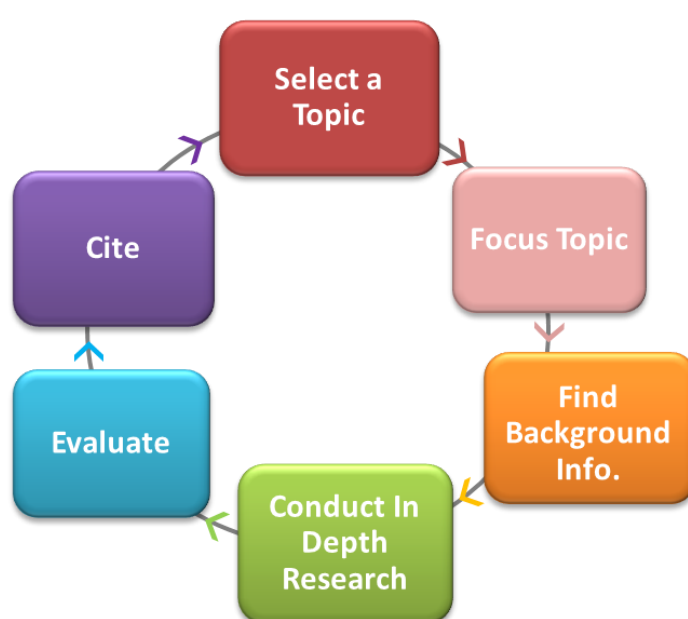 Select a
Topic
Focus Topic
Find
Background
Info.
Conduct In
Depth
Research
Evaluate
Cite